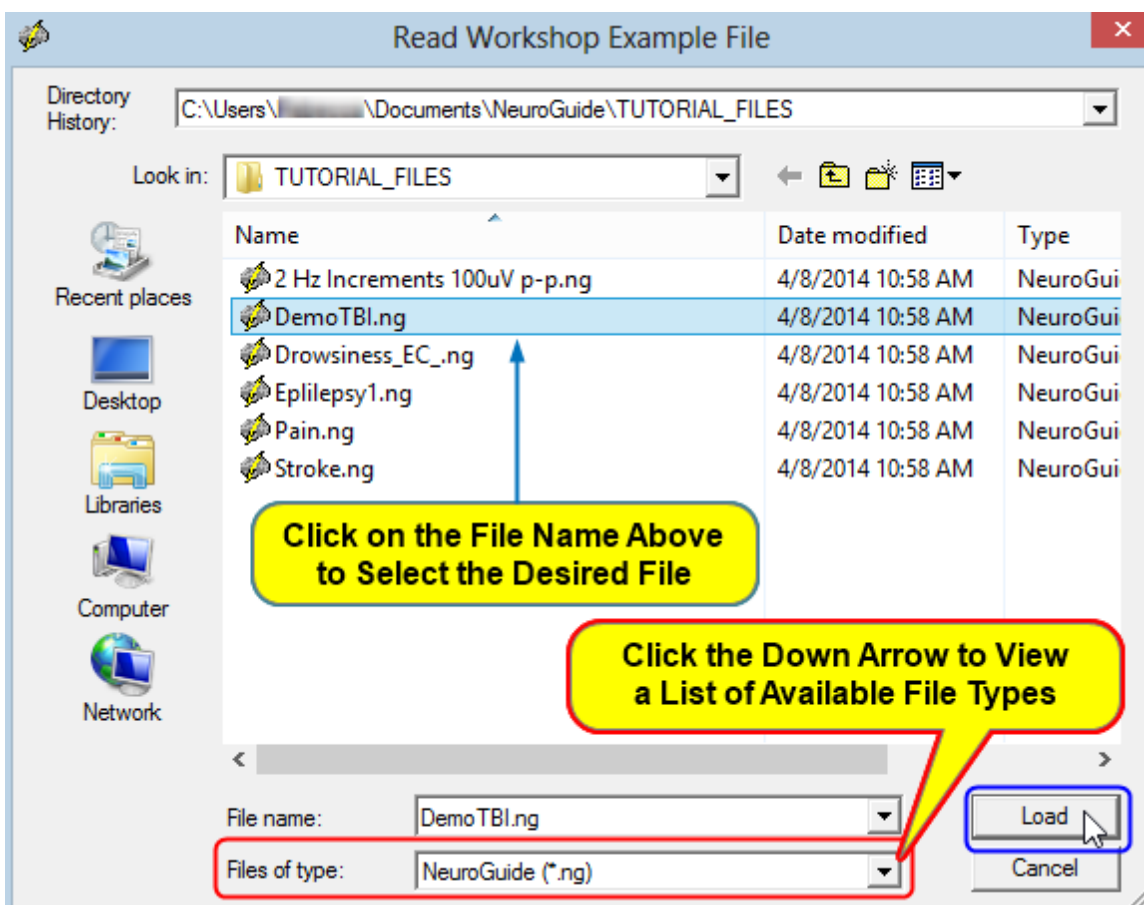 Read Workshop Example File
Directory
History:
C:\Users\ \Documents\NeuroGuide\TUTORIAL_FILES
Look in:
TUTORIAL_FILES
Name Date modified Type
2 Hz Increments 100uV p-p.ng 4/8/2014 10:58 AM NeuroGui
DemoTBI.ng 4/8/2014 10:58 AM NeuroGui
Drowsiness_EC_.ng 4/8/2014 10:58 AM NeuroGui
Eplilepsy1.ng 4/8/2014 10:58 AM NeuroGui
Pain.ng 4/8/2014 10:58 AM NeuroGui
Stroke.ng 4/8/2014 10:58 AM NeuroGui
Recent places
Desktop
Libraries
Computer
Network
Click on the File Name Above
to Select the Desired File
Click the Down Arrow to View
a List of Available File Types
File name: DemoTBI.ng Load
Files of type: NeuroGuide (*.ng) Cancel